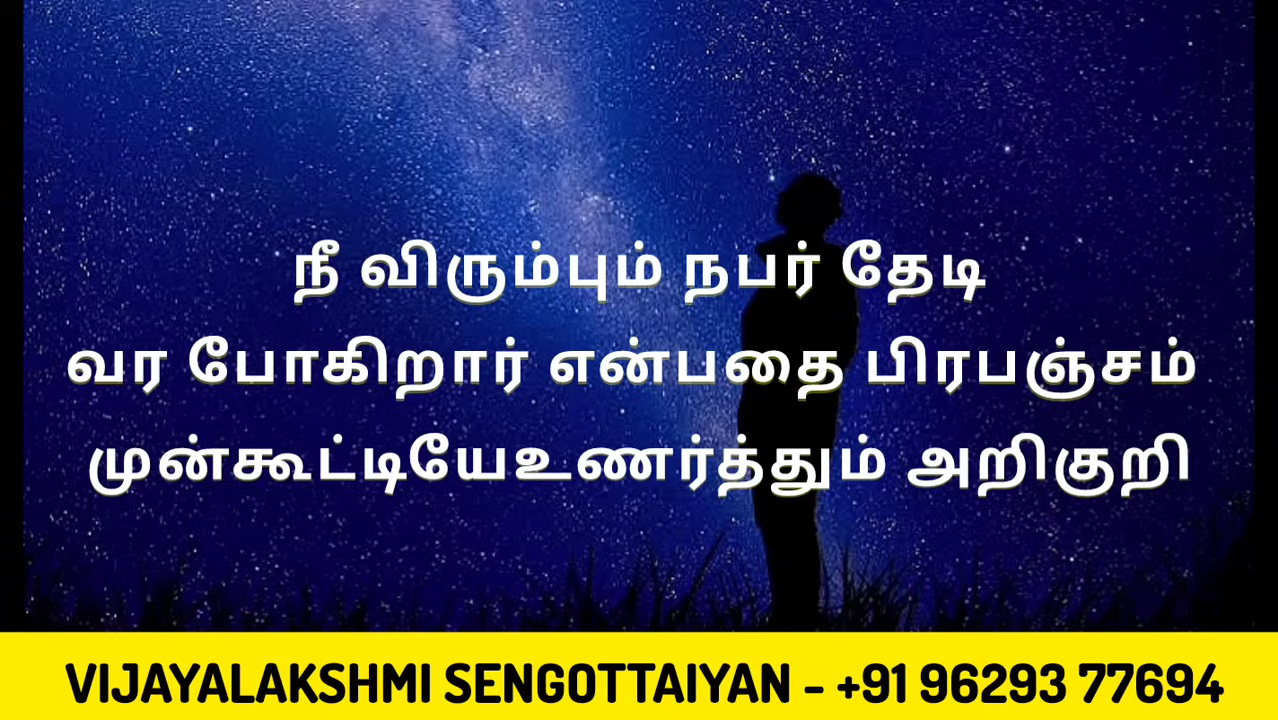 நீ விரும்பும் நபர் தேடி
வர போகிறார் என்பதை பிரபஞ்சம்
முன்கூட்டியேஉணர்த்தும் அறிகுறி
VIJAYALAKSHMI SENGOTTAIYAN - +91 96293 77694